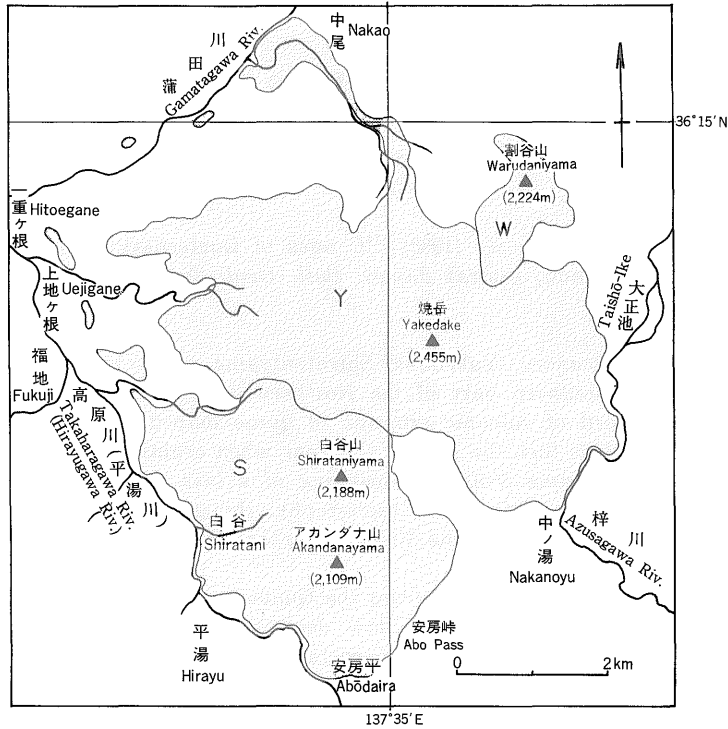 中尾
Nakao
蒲田川
Gamatagawa Riv.
36°15′N
割谷山
Warudaniyama
(2,224m)
W
一重ヶ根
Hitoegane
上地ヶ根
Uejigane
Y
焼岳
Yakedake
(2,455m)
大正池
Taishō-Ike
福地
Fukuji
高原川(平湯川)
Takaharagawa Riv.
(Hirayugawa Riv.)
S
白谷山
Shirataniyama
(2,188m)
白谷
Shiratani
アカンダナ山
Akandanayama
(2,109m)
中ノ湯
Nakanoyu
梓川
Azusagawa Riv.
平湯
Hirayu
安房峠
Abo Pass
安房平
Abōdaira
0 2km
137°35′E